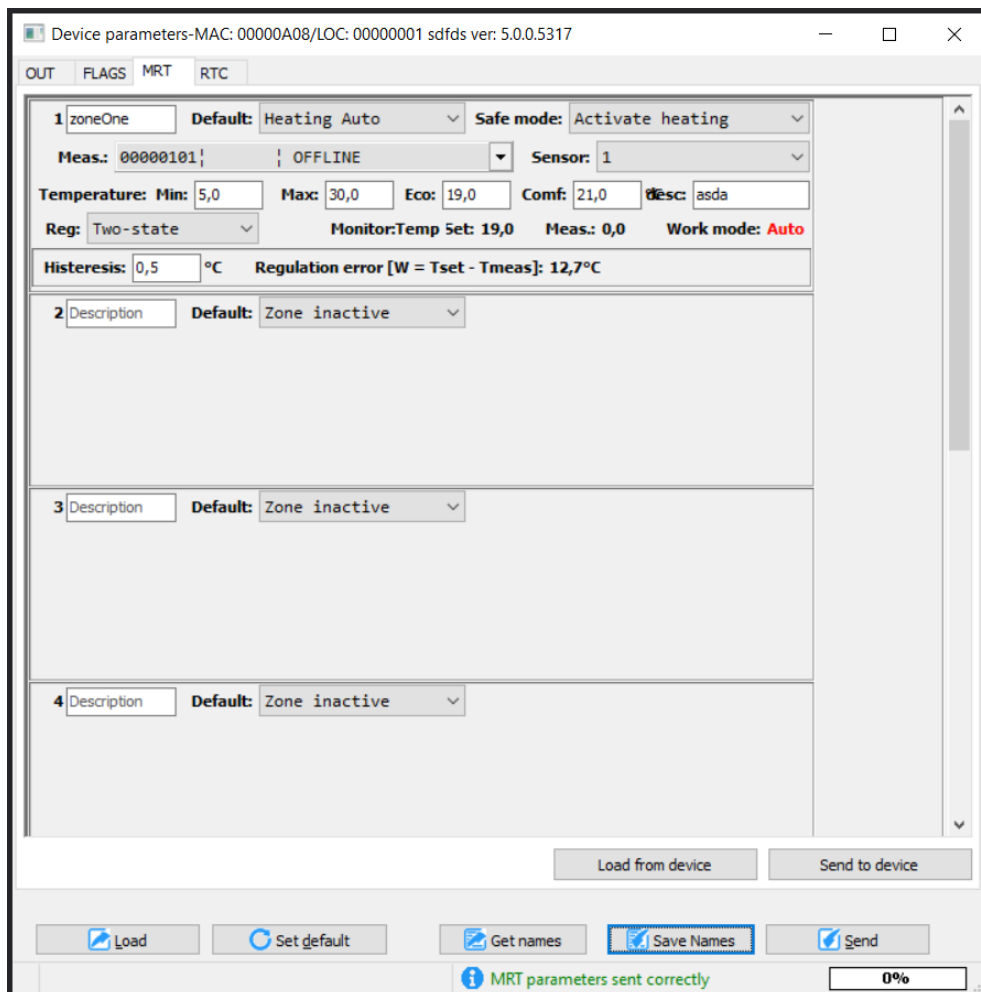 Device parameters-MAC: 00000A08/LOC: 00000001 sdfds ver: 5.0.0.5317
OUT FLAGS MRT RTC
1 zoneOne Default: Heating Auto Safe mode: Activate heating
Meas.: 00000101¦ ¦ OFFLINE Sensor: 1
Temperature: Min: 5,0 Max: 30,0 Eco: 19,0 Comf: 21,0 desc: asda
Reg: Two-state Monitor:Temp Set: 19,0 Meas.: 0,0 Work mode: Auto
Histeresis: 0,5 °C Regulation error [W = Tset - Tmeas]: 12,7°C
2 Description Default: Zone inactive
3 Description Default: Zone inactive
4 Description Default: Zone inactive
Load from device Send to device
Load Set default Get names Save Names Send
MRT parameters sent correctly 0%